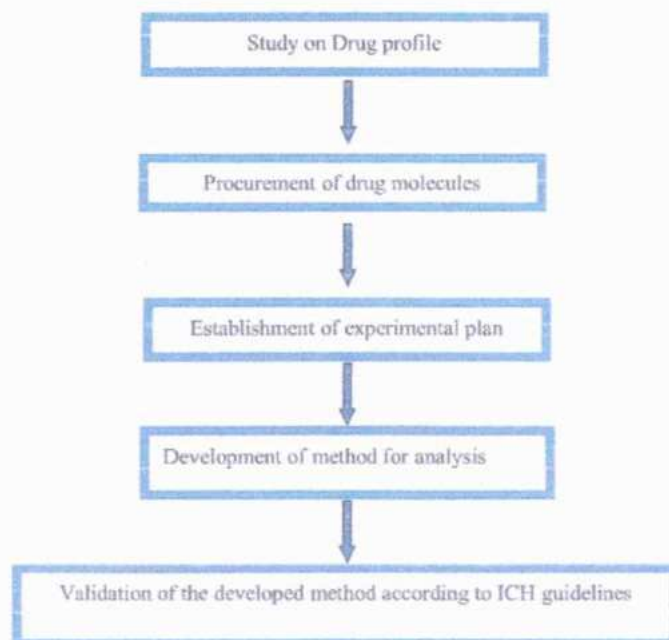 Study on Drug profile
Procurement of drug molecules
Establishment of experimental plan
Development of method for analysis
Validation of the developed method according to ICH guidelines